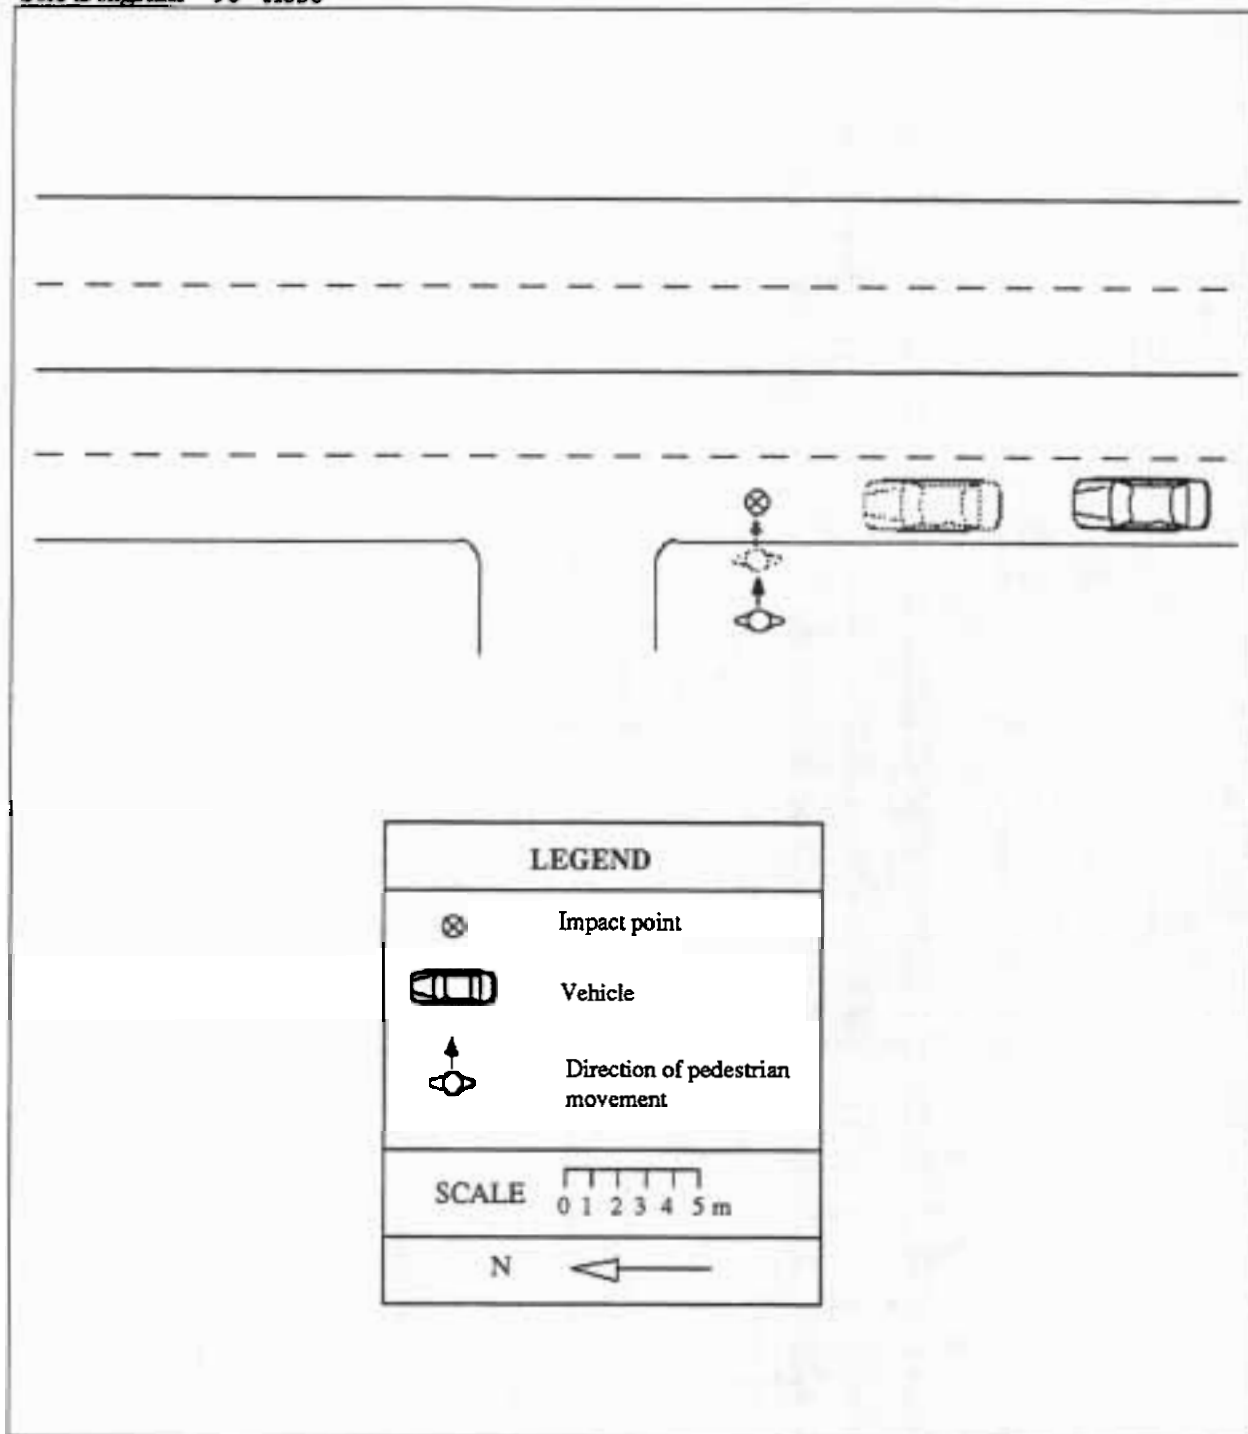 LEGEND
Impact point
Vehicle
Direction of pedestrian
movement
SCALE
0 1 2 3 4 5 m
N